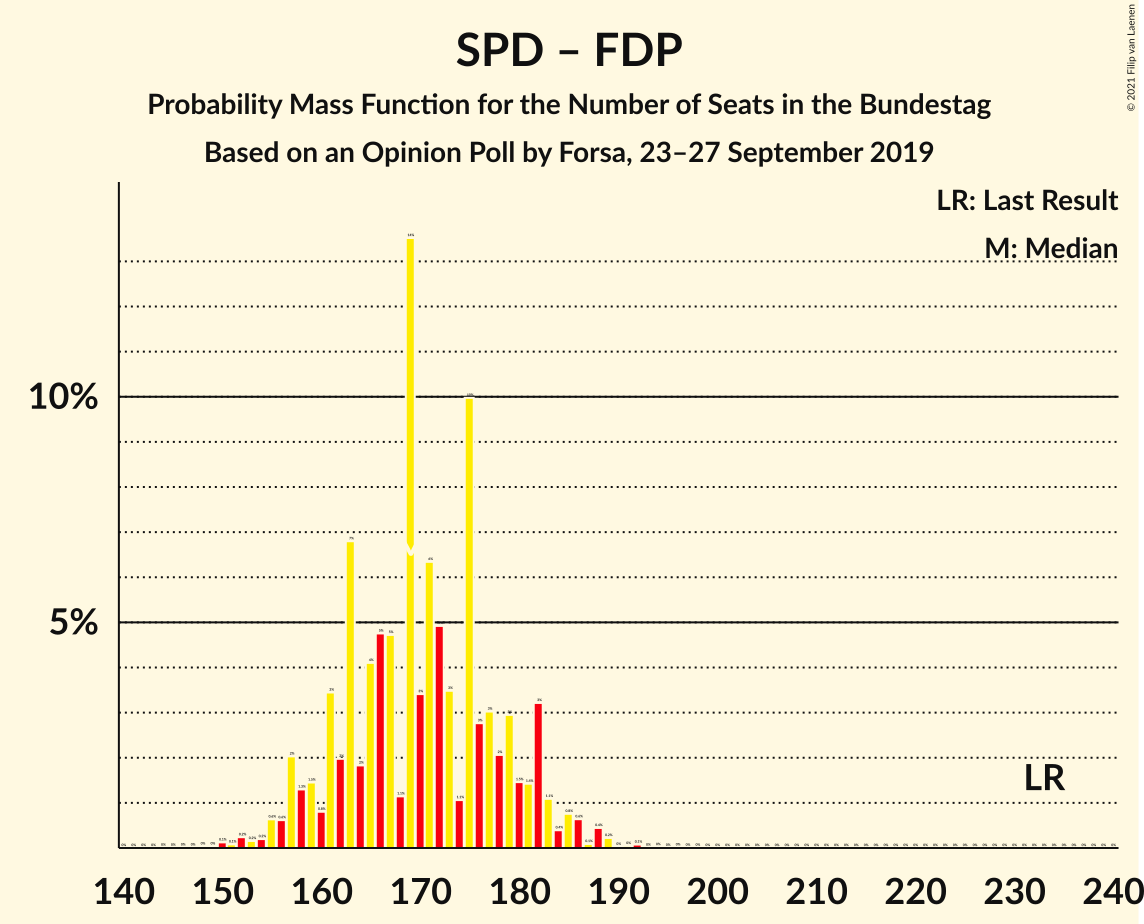 SPD – FDP
Probability Mass Function for the Number of Seats in the Bundestag
Based on an Opinion Poll by Forsa, 23–27 September 2019
© 2021 Filip van Laenen
LR: Last Result
M: Median
10%
5%
M
LR
140 150 160 170 180 190 200 210 220 230 240